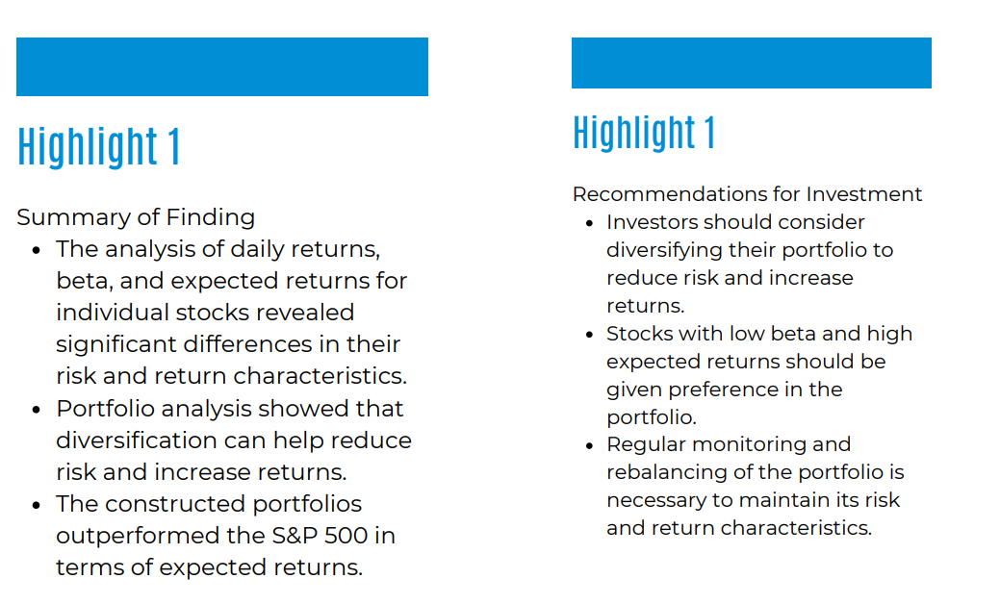 Highlight 1
Summary of Finding
• The analysis of daily returns,
beta, and expected returns for
individual stocks revealed
significant differences in their
risk and return characteristics.
• Portfolio analysis showed that
diversification can help reduce
risk and increase returns.
• The constructed portfolios
outperformed the S&P 500 in
terms of expected returns.
Highlight 1
Recommendations for Investment
• Investors should consider
diversifying their portfolio to
reduce risk and increase
returns.
• Stocks with low beta and high
expected returns should be
given preference in the
portfolio.
• Regular monitoring and
rebalancing of the portfolio is
necessary to maintain its risk
and return characteristics.